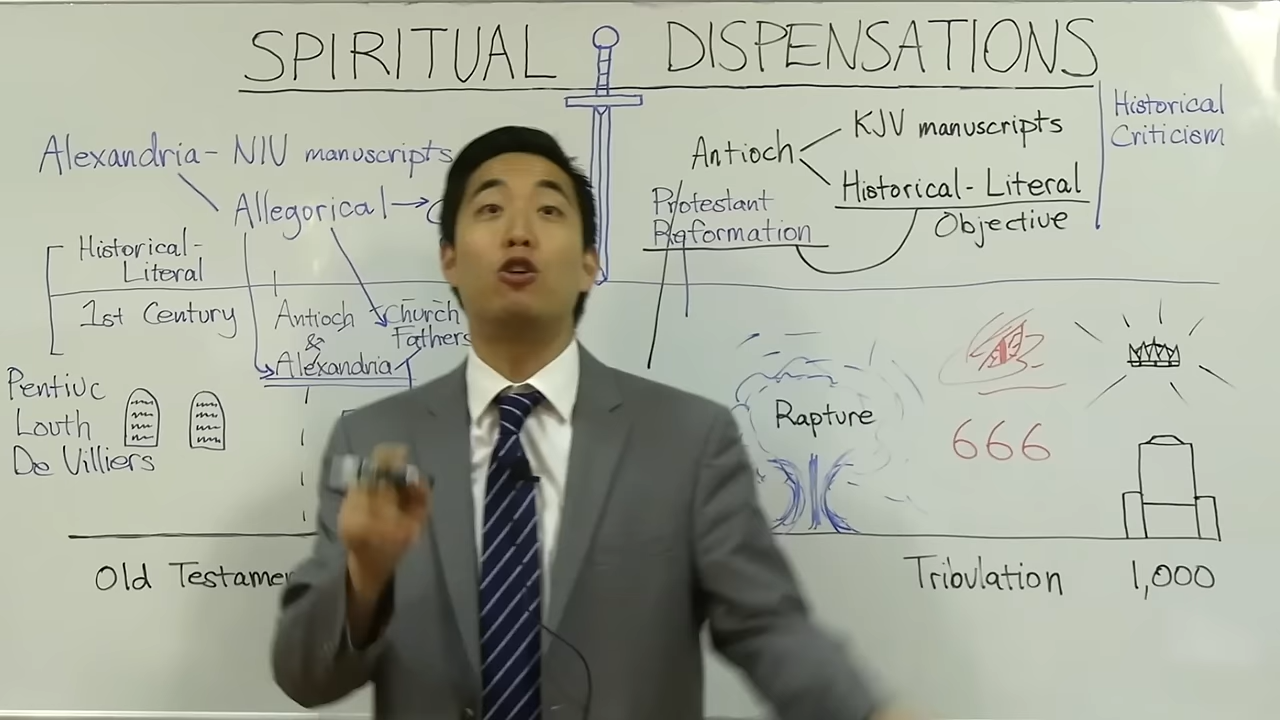 SPIRITUAL DISPENSATIONS
Alexandria - NIV manuscripts
Allegorical
Historical-
Literal
1st Century
Antioch
&
Alexandria
Church
Fathers
Pentiuc
Louth
De Villiers
Old
Antioch
KJV manuscripts
Historical-Literal
Objective
Historical
Criticism
Protestant
Reformation
Rapture
666
Tribulation
1,000